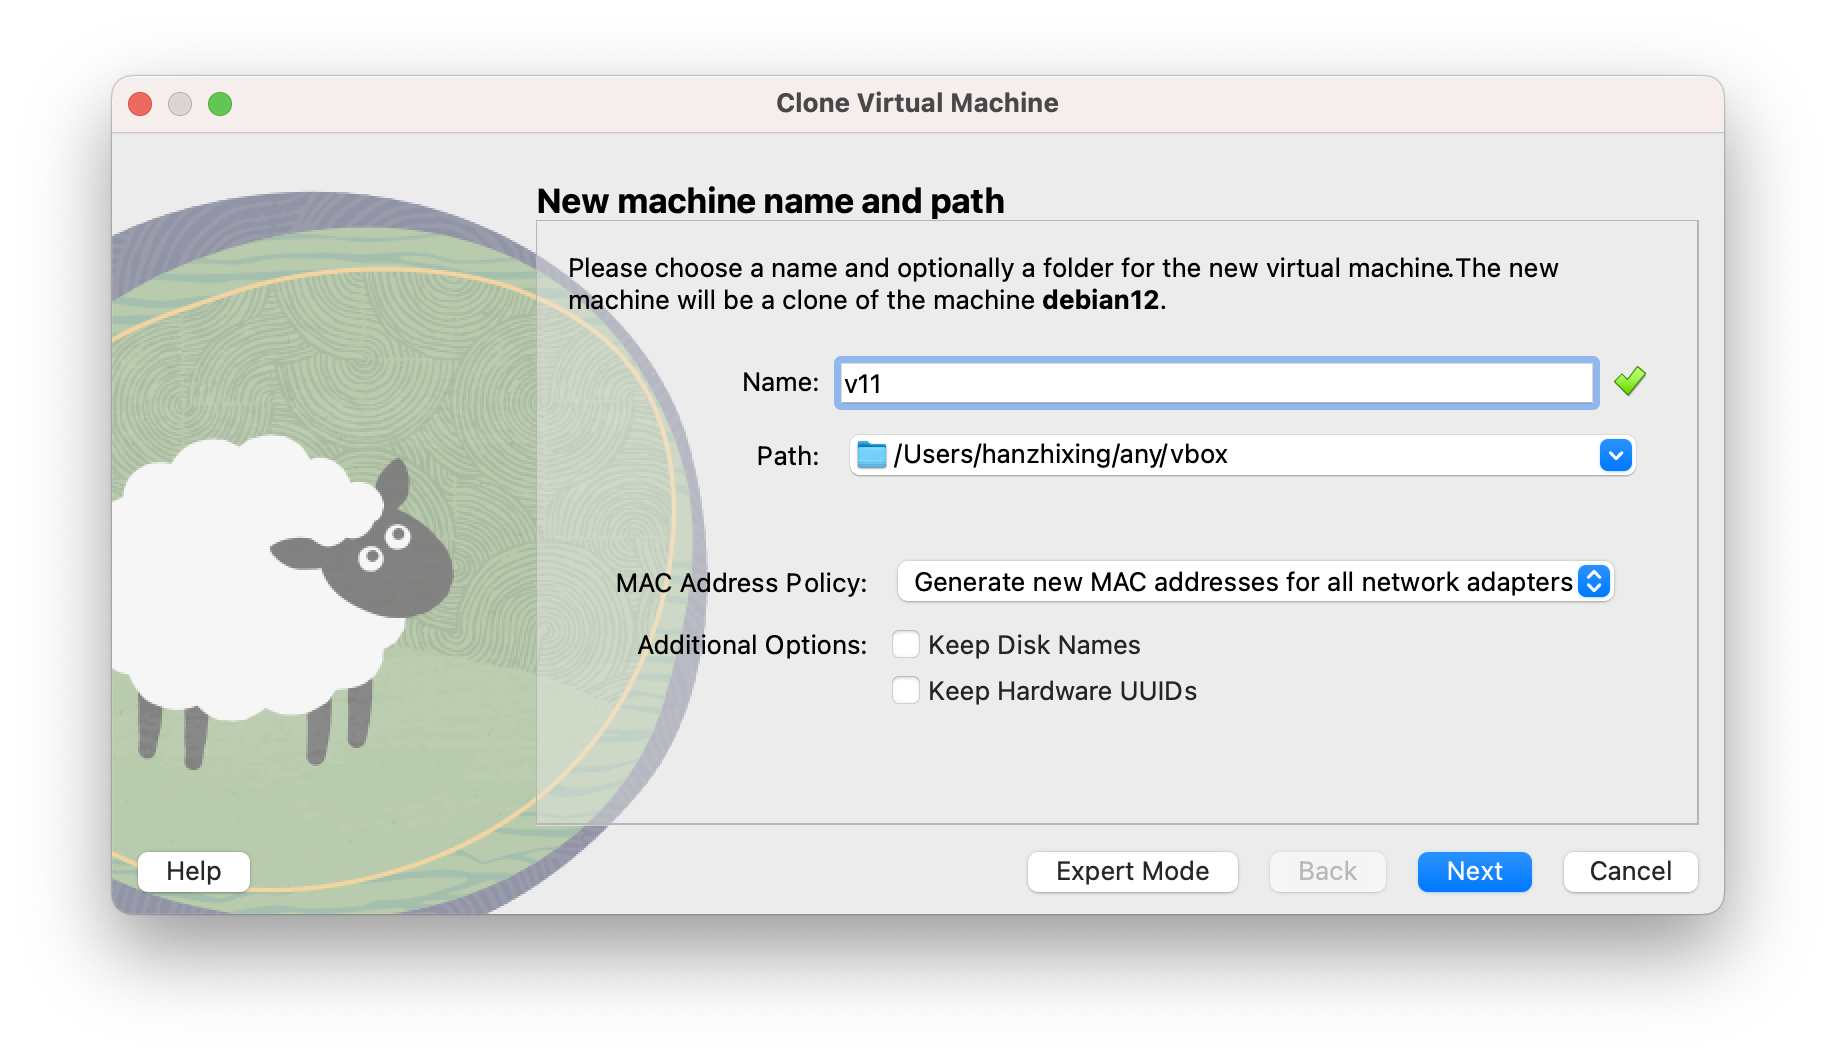 Clone Virtual Machine
New machine name and path
Please choose a name and optionally a folder for the new virtual machine.The new
machine will be a clone of the machine debian12.
Name: v11
Path: /Users/hanzhixing/any/vbox
MAC Address Policy: Generate new MAC addresses for all network adapters
Additional Options: Keep Disk Names
Keep Hardware UUIDs
Help Expert Mode Back Next Cancel